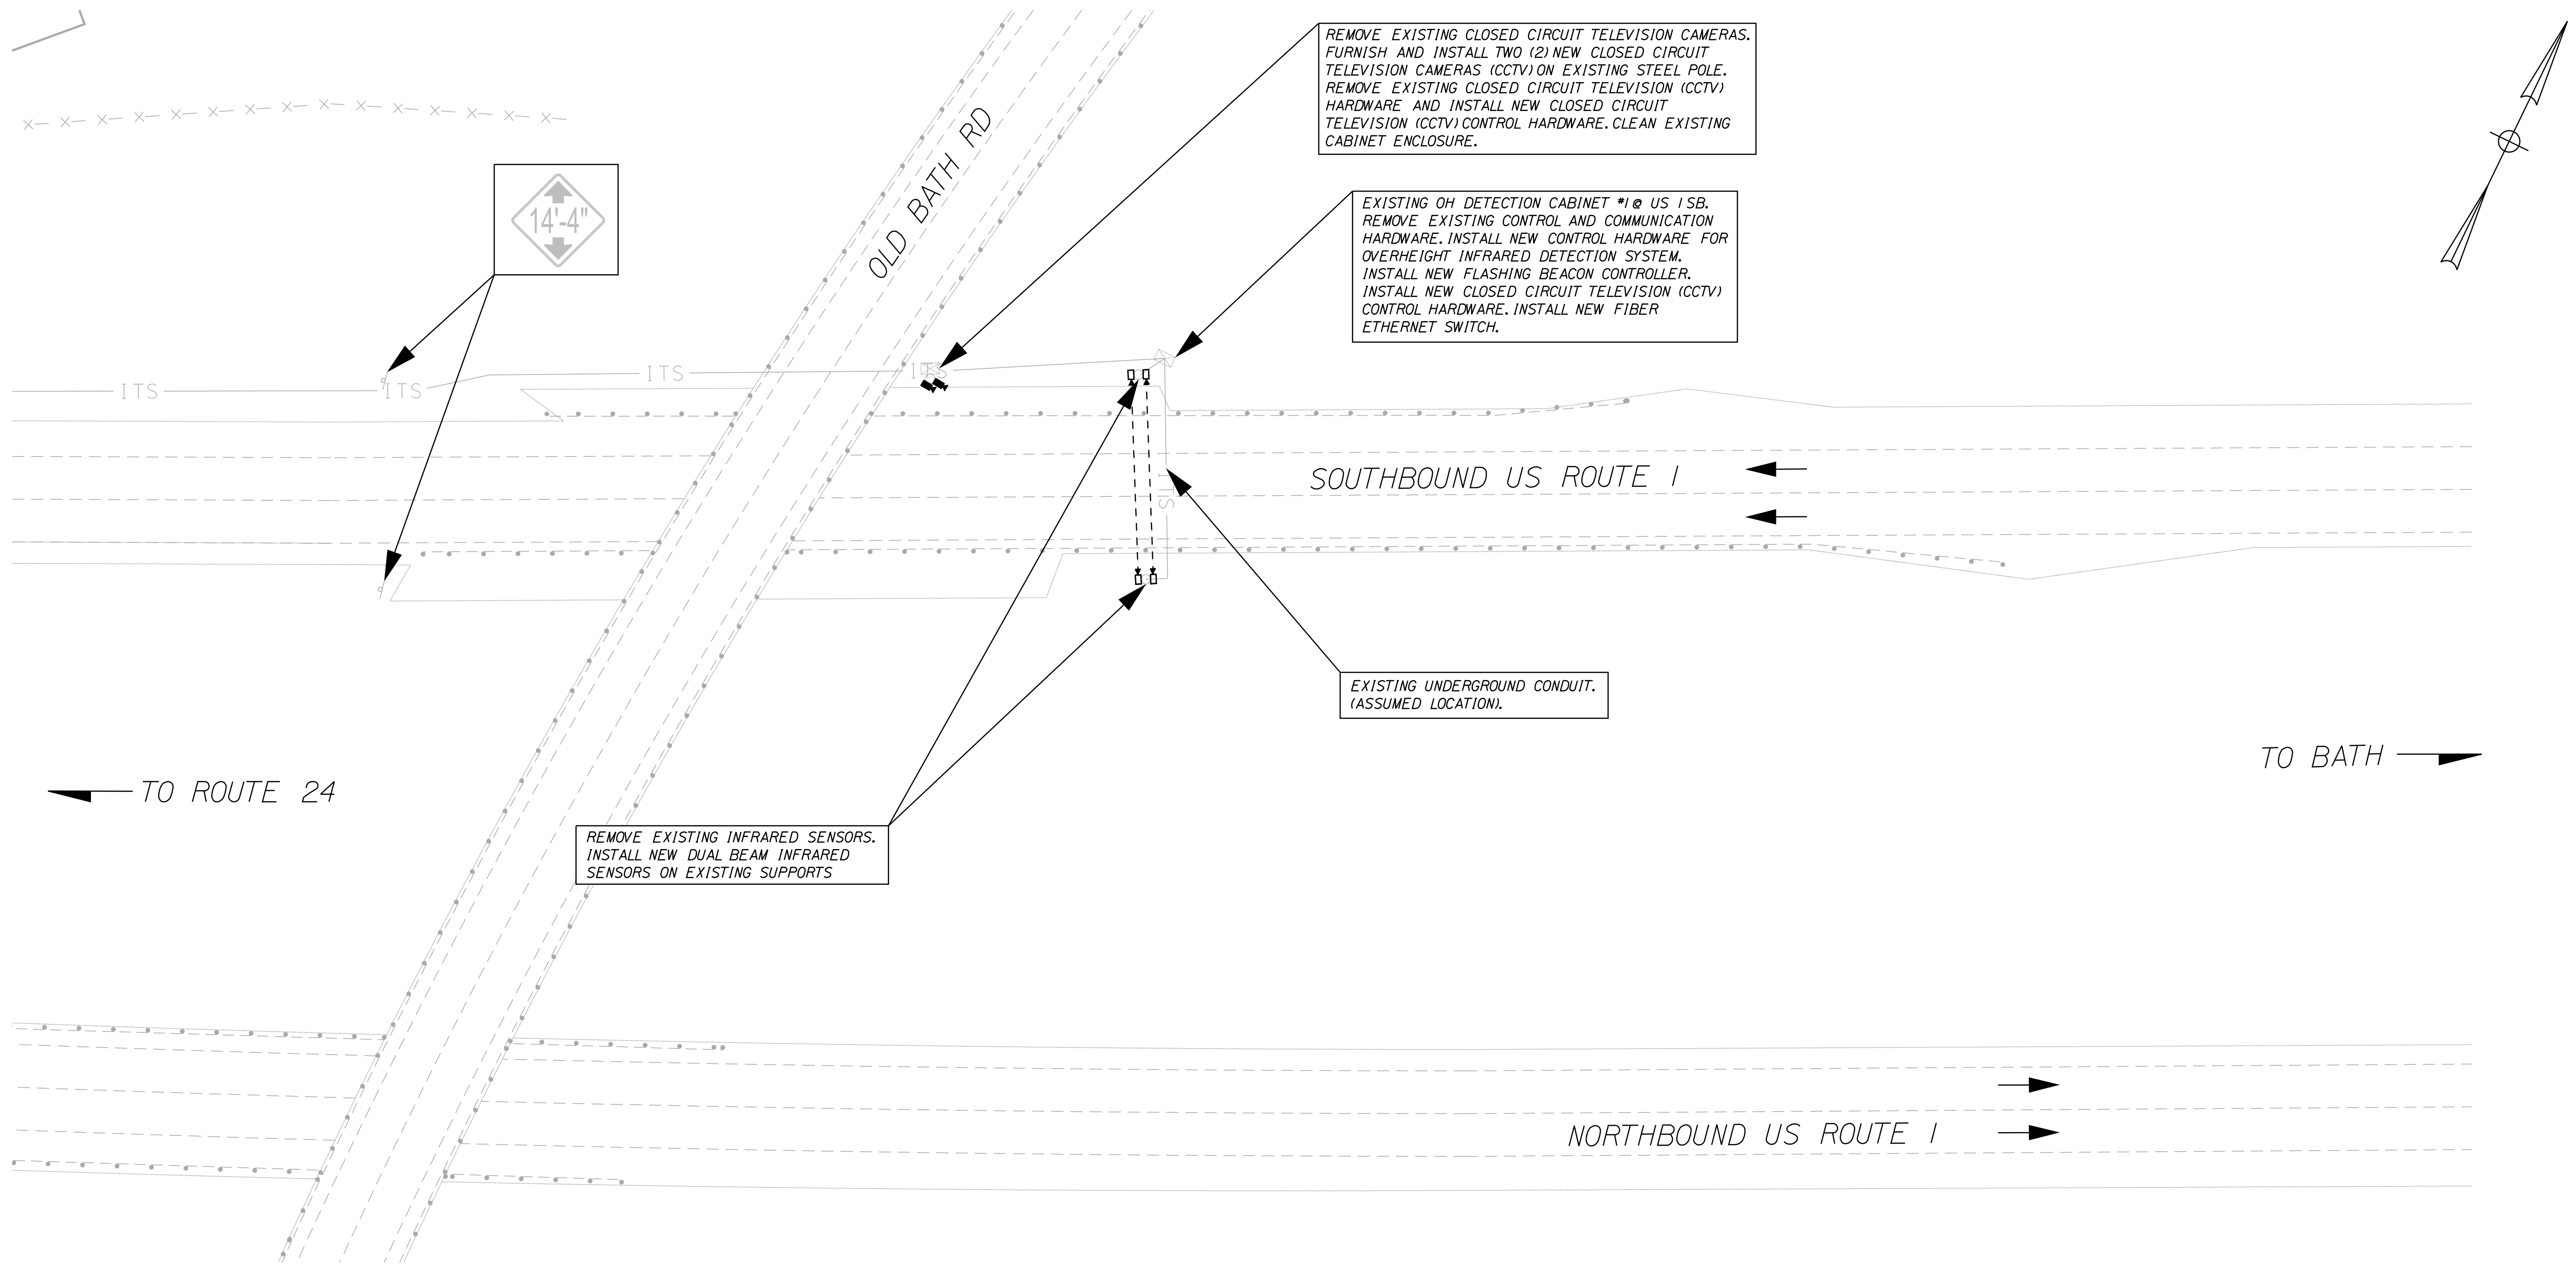 REMOVE EXISTING CLOSED CIRCUIT TELEVISION CAMERAS.
FURNISH AND INSTALL TWO (2) NEW CLOSED CIRCUIT
TELEVISION CAMERAS (CCTV) ON EXISTING STEEL POLE.
REMOVE EXISTING CLOSED CIRCUIT TELEVISION (CCTV)
HARDWARE AND INSTALL NEW CLOSED CIRCUIT
TELEVISION (CCTV) CONTROL HARDWARE. CLEAN EXISTING
CABINET ENCLOSURE.
OLD BATH RD
14'-4"
EXISTING OH DETECTION CABINET #1 @ US 1 SB.
REMOVE EXISTING CONTROL AND COMMUNICATION
HARDWARE. INSTALL NEW CONTROL HARDWARE FOR
OVERHEIGHT INFRARED DETECTION SYSTEM.
INSTALL NEW FLASHING BEACON CONTROLLER.
INSTALL NEW CLOSED CIRCUIT TELEVISION (CCTV)
CONTROL HARDWARE. INSTALL NEW FIBER
ETHERNET SWITCH.
ITS
ITS
ITS
ITS
ITS
SOUTHBOUND US ROUTE 1
EXISTING UNDERGROUND CONDUIT.
(ASSUMED LOCATION).
TO BATH
TO ROUTE 24
REMOVE EXISTING INFRARED SENSORS.
INSTALL NEW DUAL BEAM INFRARED
SENSORS ON EXISTING SUPPORTS
NORTHBOUND US ROUTE 1